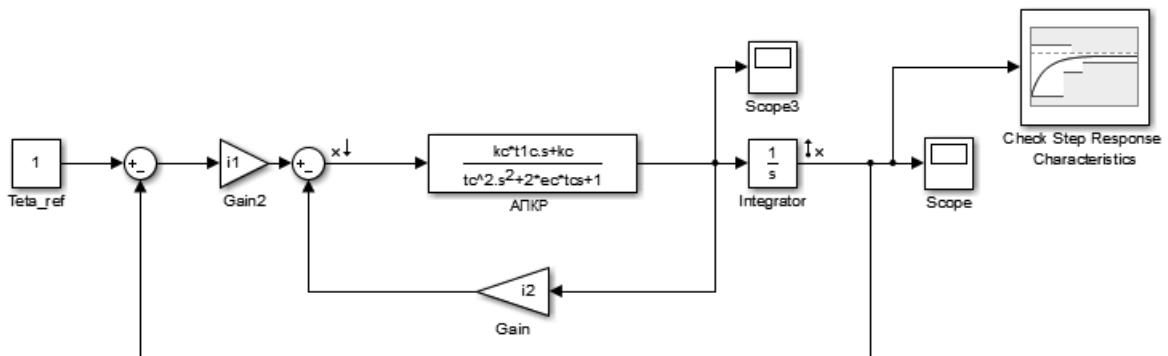 Scope3
Check Step Response
Characteristics
1
Teta_ref
+
-
i1
Gain2
+
-
×
kc*t1c.s+kc
tc^2.s^2+2*ec*tcs+1
АПКР
1
s
Integrator
×
Scope
i2
Gain